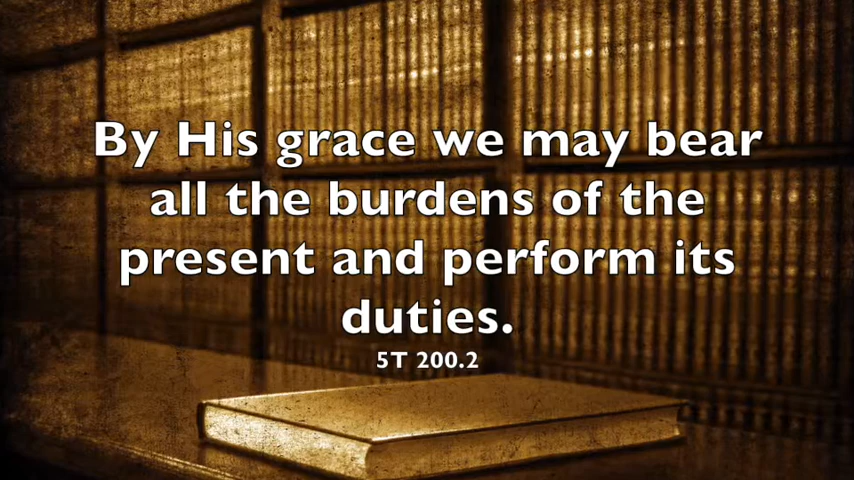 By His grace we may bear
all the burdens of the
present and perform its
duties.
5T 200.2